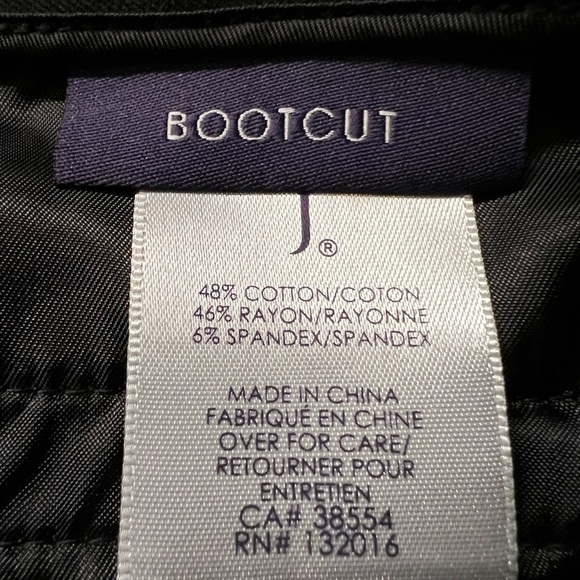 BOOTCUT
J®
48% COTTON/COTON
46% RAYON/RAYONNE
6% SPANDEX/SPANDEX
MADE IN CHINA
FABRIQUÉ EN CHINE
OVER FOR CARE/
RETOURNER POUR
ENTRETIEN
CA# 38554
RN# 132016